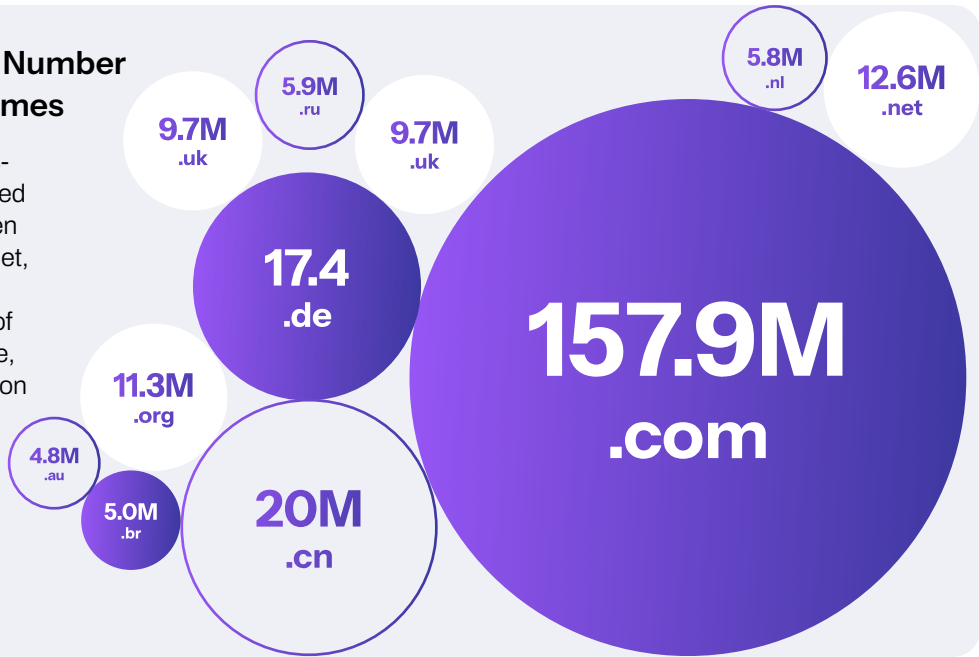 Number
mes
-
ed
en
et,
of
e,
on
9.7M
.uk
5.9M
.ru
9.7M
.uk
5.8M
.nl
12.6M
.net
17.4
.de
157.9M
.com
11.3M
.org
4.8M
.au
5.0M
.br
20M
.cn